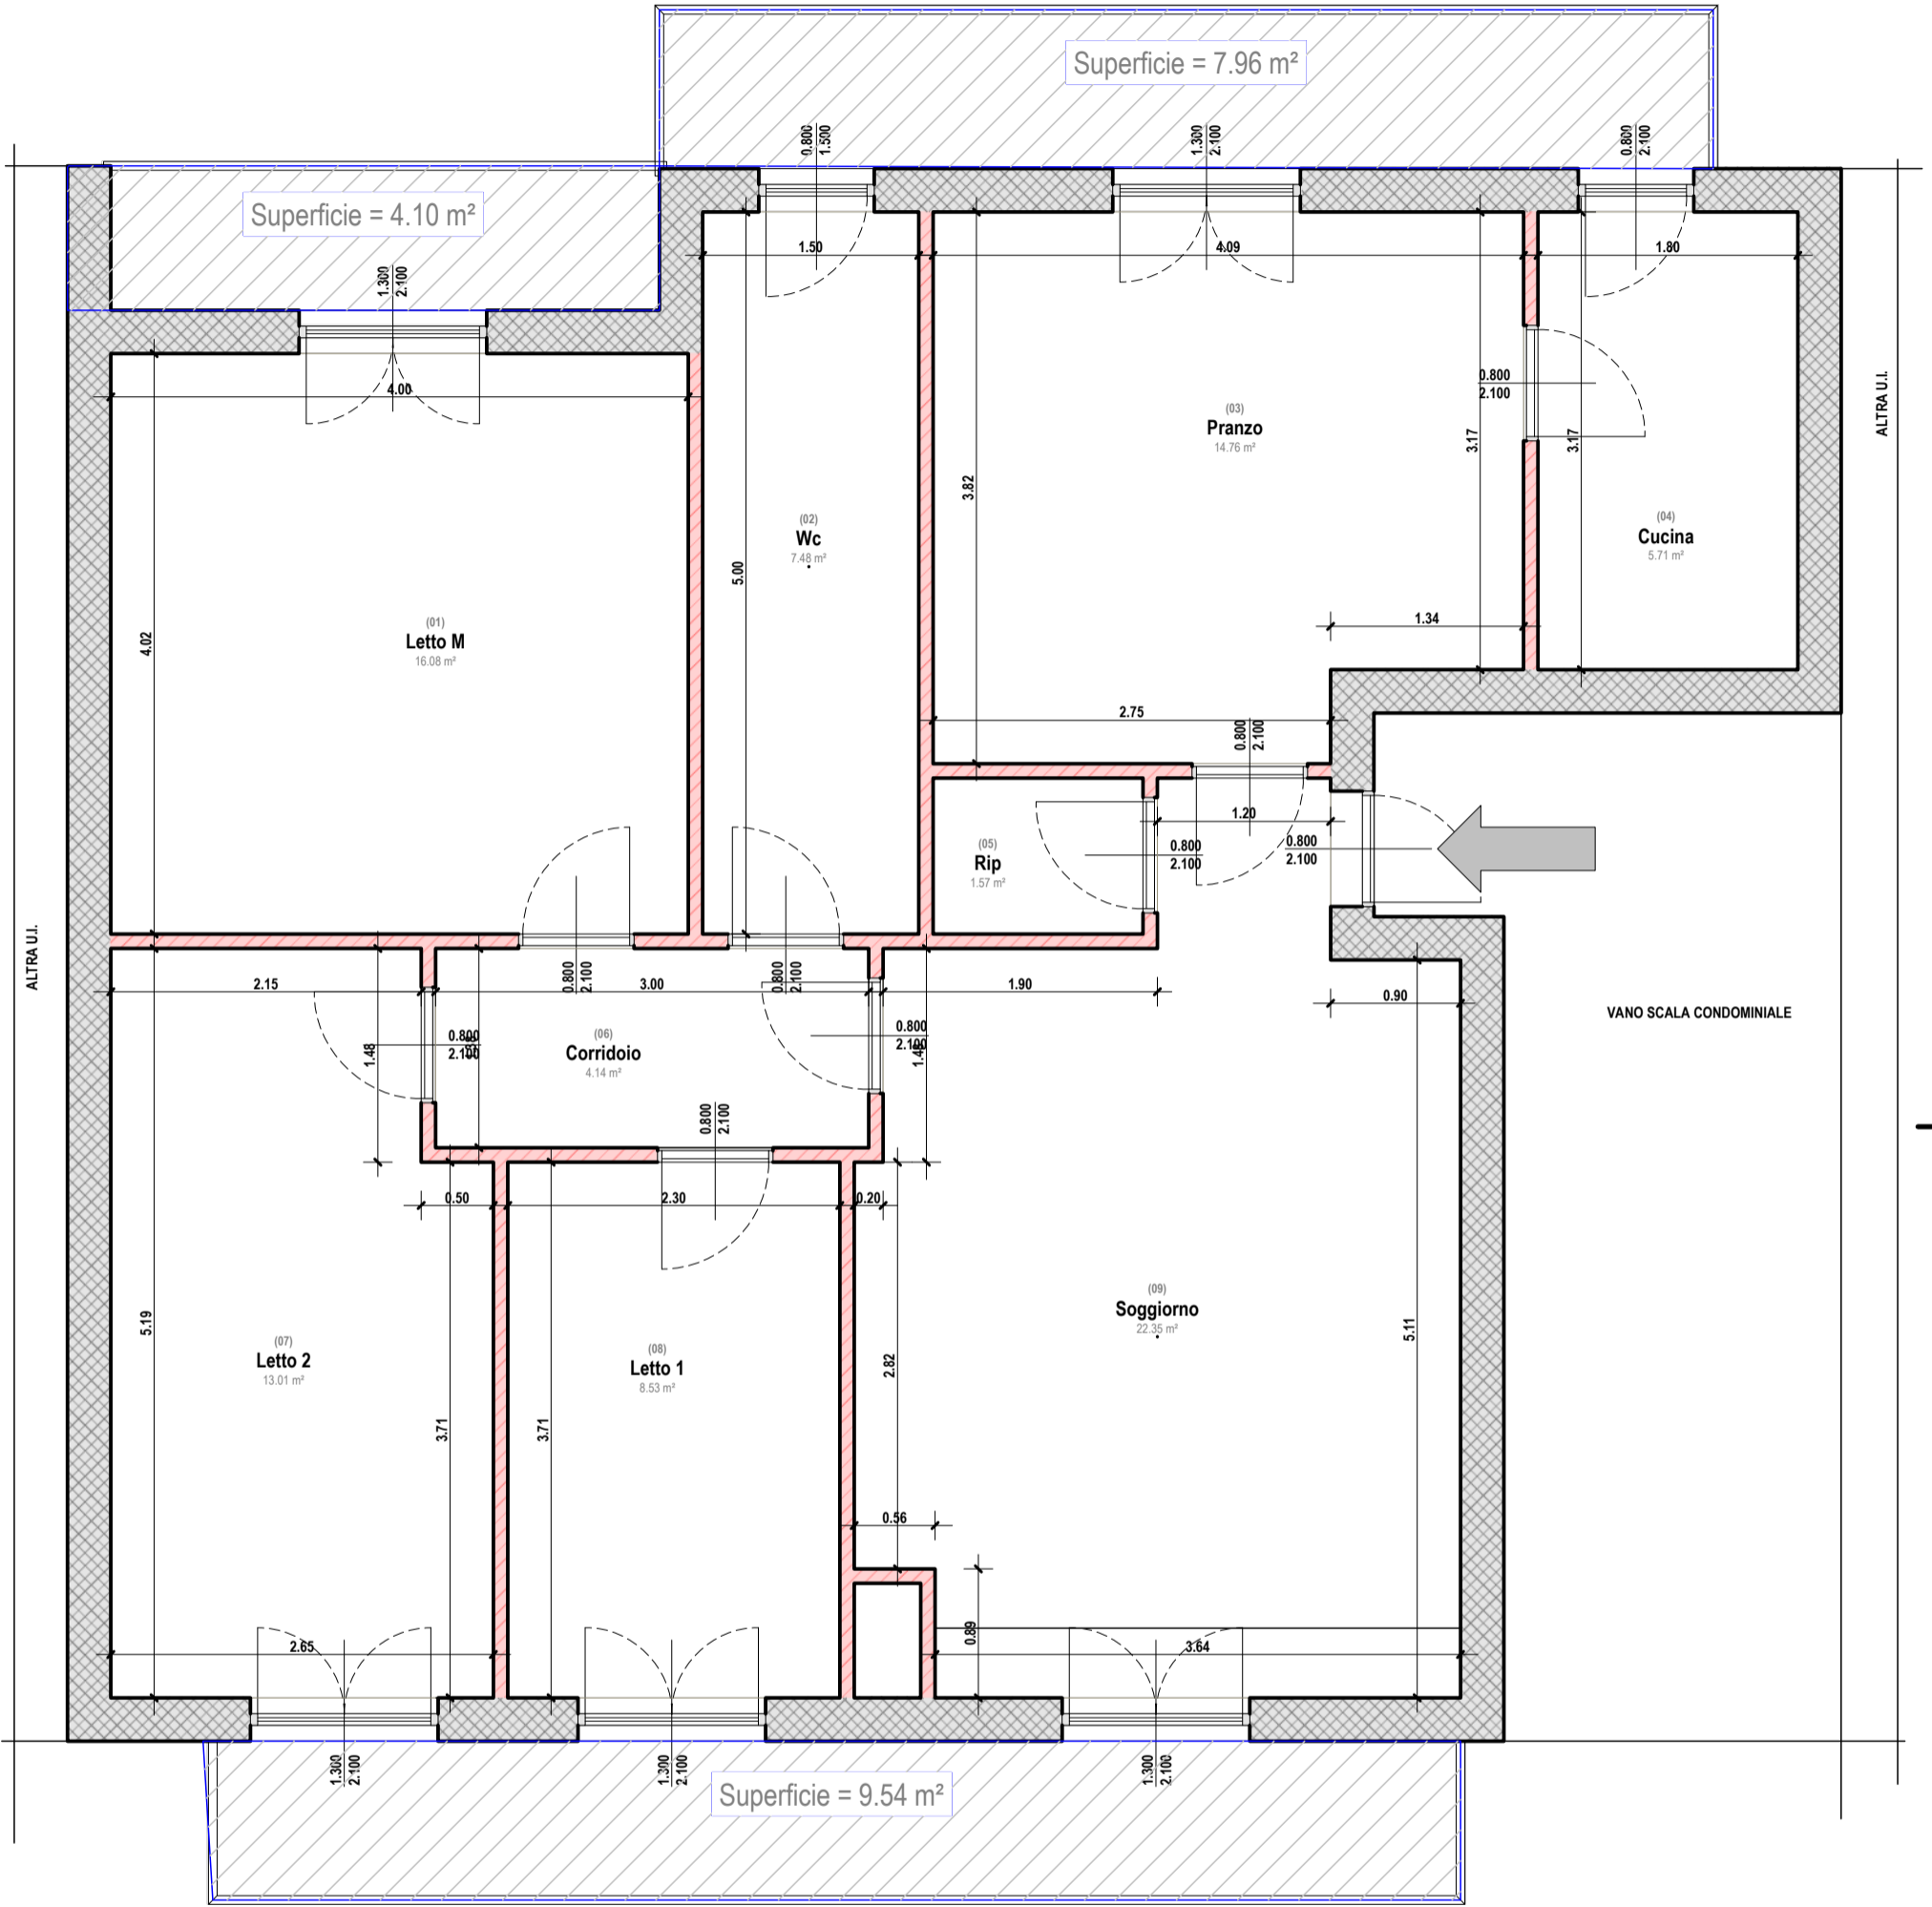 Superficie = 7.96 m²
0.800
1.500
1.300
2.100
0.800
2.100
Superficie = 4.10 m²
1.300
2.100
1.50
4.09
1.80
4.00
0.800
2.100
ALTRA U.I.
(03)
Pranzo
14.76 m²
3.17
3.17
3.82
(02)
Wc
7.48 m²
(04)
Cucina
5.71 m²
5.00
(01)
Letto M
16.08 m²
4.02
1.34
2.75
0.800
2.100
1.20
(05)
Rip
1.57 m²
0.800
2.100
0.800
2.100
ALTRA U.I.
2.15
0.800
2.100
3.00
0.800
2.100
1.90
0.90
VANO SCALA CONDOMINIALE
1.48
0.800
2.100
(06)
Corridoio
4.14 m²
0.800
2.100
1.48
0.800
2.100
0.50
2.30
0.20
(09)
Soggiorno
22.35 m²
5.19
(07)
Letto 2
13.01 m²
(08)
Letto 1
8.53 m²
2.82
5.11
3.71
3.71
0.56
0.89
2.65
3.64
1.300
2.100
1.300
2.100
1.300
2.100
Superficie = 9.54 m²